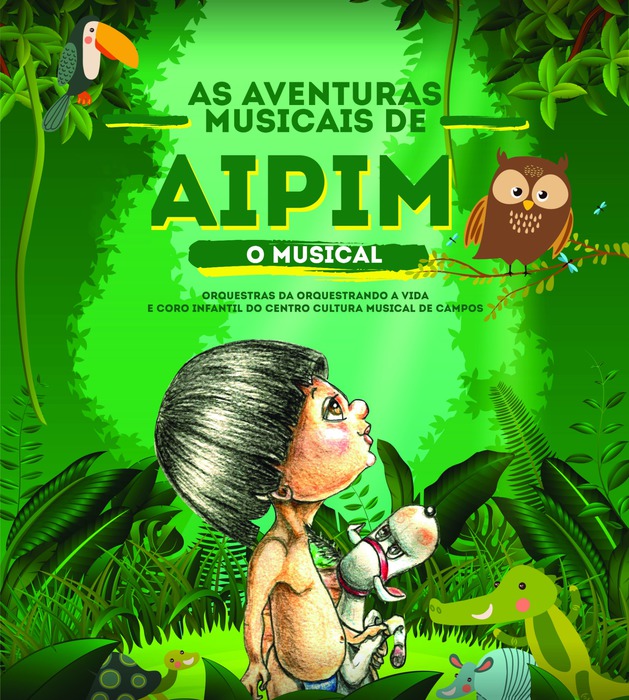 AS AVENTURAS
MUSICAIS DE
AIPIM
O MUSICAL
ORQUESTRAS DA ORQUESTRANDO A VIDA
E CORO INFANTIL DO CENTRO CULTURA MUSICAL DE CAMPOS